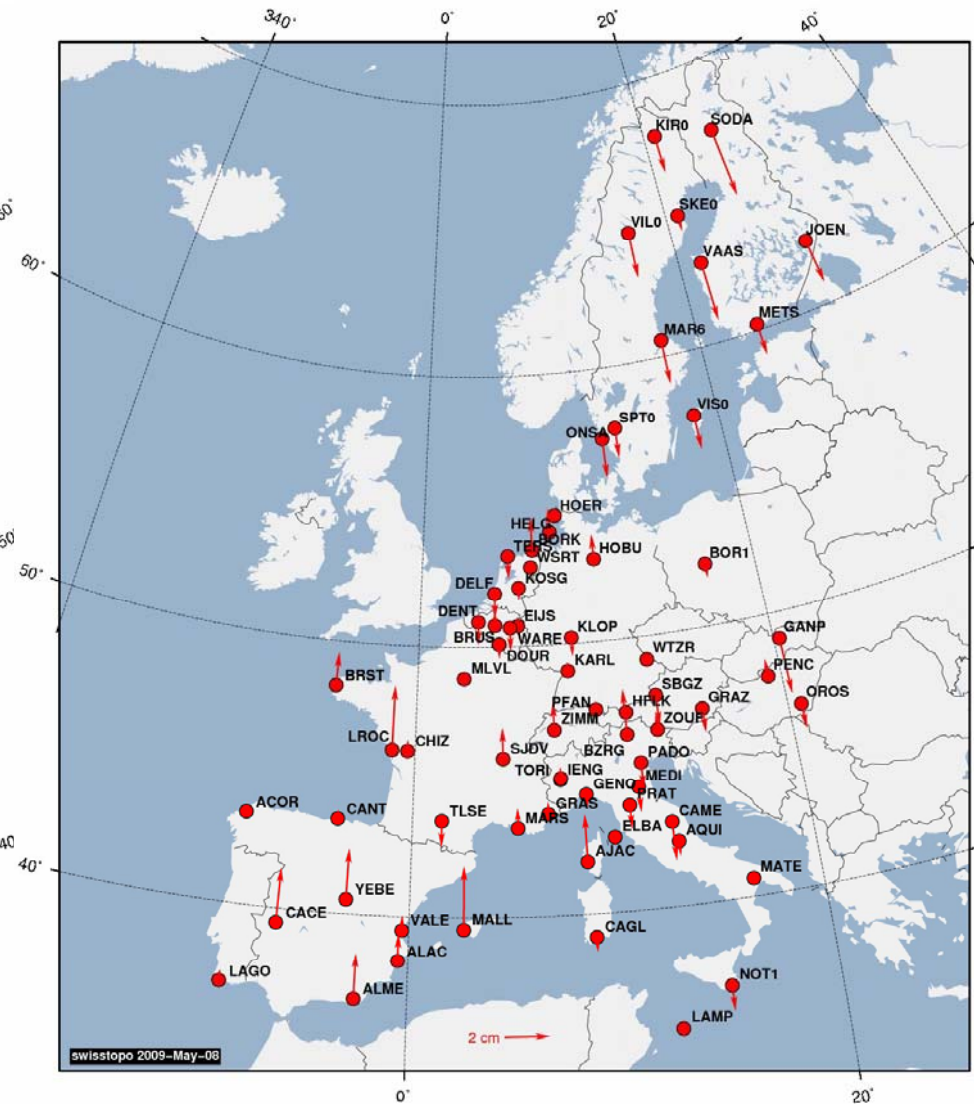 340°
0°
20°
40°
KIR0
SODA
SKE0
VIL0
JOEN
VAAS
60°
METS
MAR6
VIS0
SPT0
ONSA
HOER
HELG
BORK
TERS
WSRT
HOBU
BOR1
50°
KOSG
DELF
DENT
EIJS
KLOP
GANP
BRUS
WARE
DOUR
WTZR
KARL
PENC
MLVL
BRST
SBGZ
OROS
PFAN
HFLK
GRAZ
ZIMM
ZOUF
LROC
CHIZ
SJDV
BZRG
PADO
TORI
IENG
MEDI
GENO
PRAT
ACOR
CANT
TLSE
GRAS
MARS
CAME
ELBA
AQUI
AJAC
40°
MATE
YEBE
CACE
VALE
MALL
CAGL
ALAC
LAGO
NOT1
ALME
LAMP
2 cm
swisstopo 2009-May-08
0°
20°